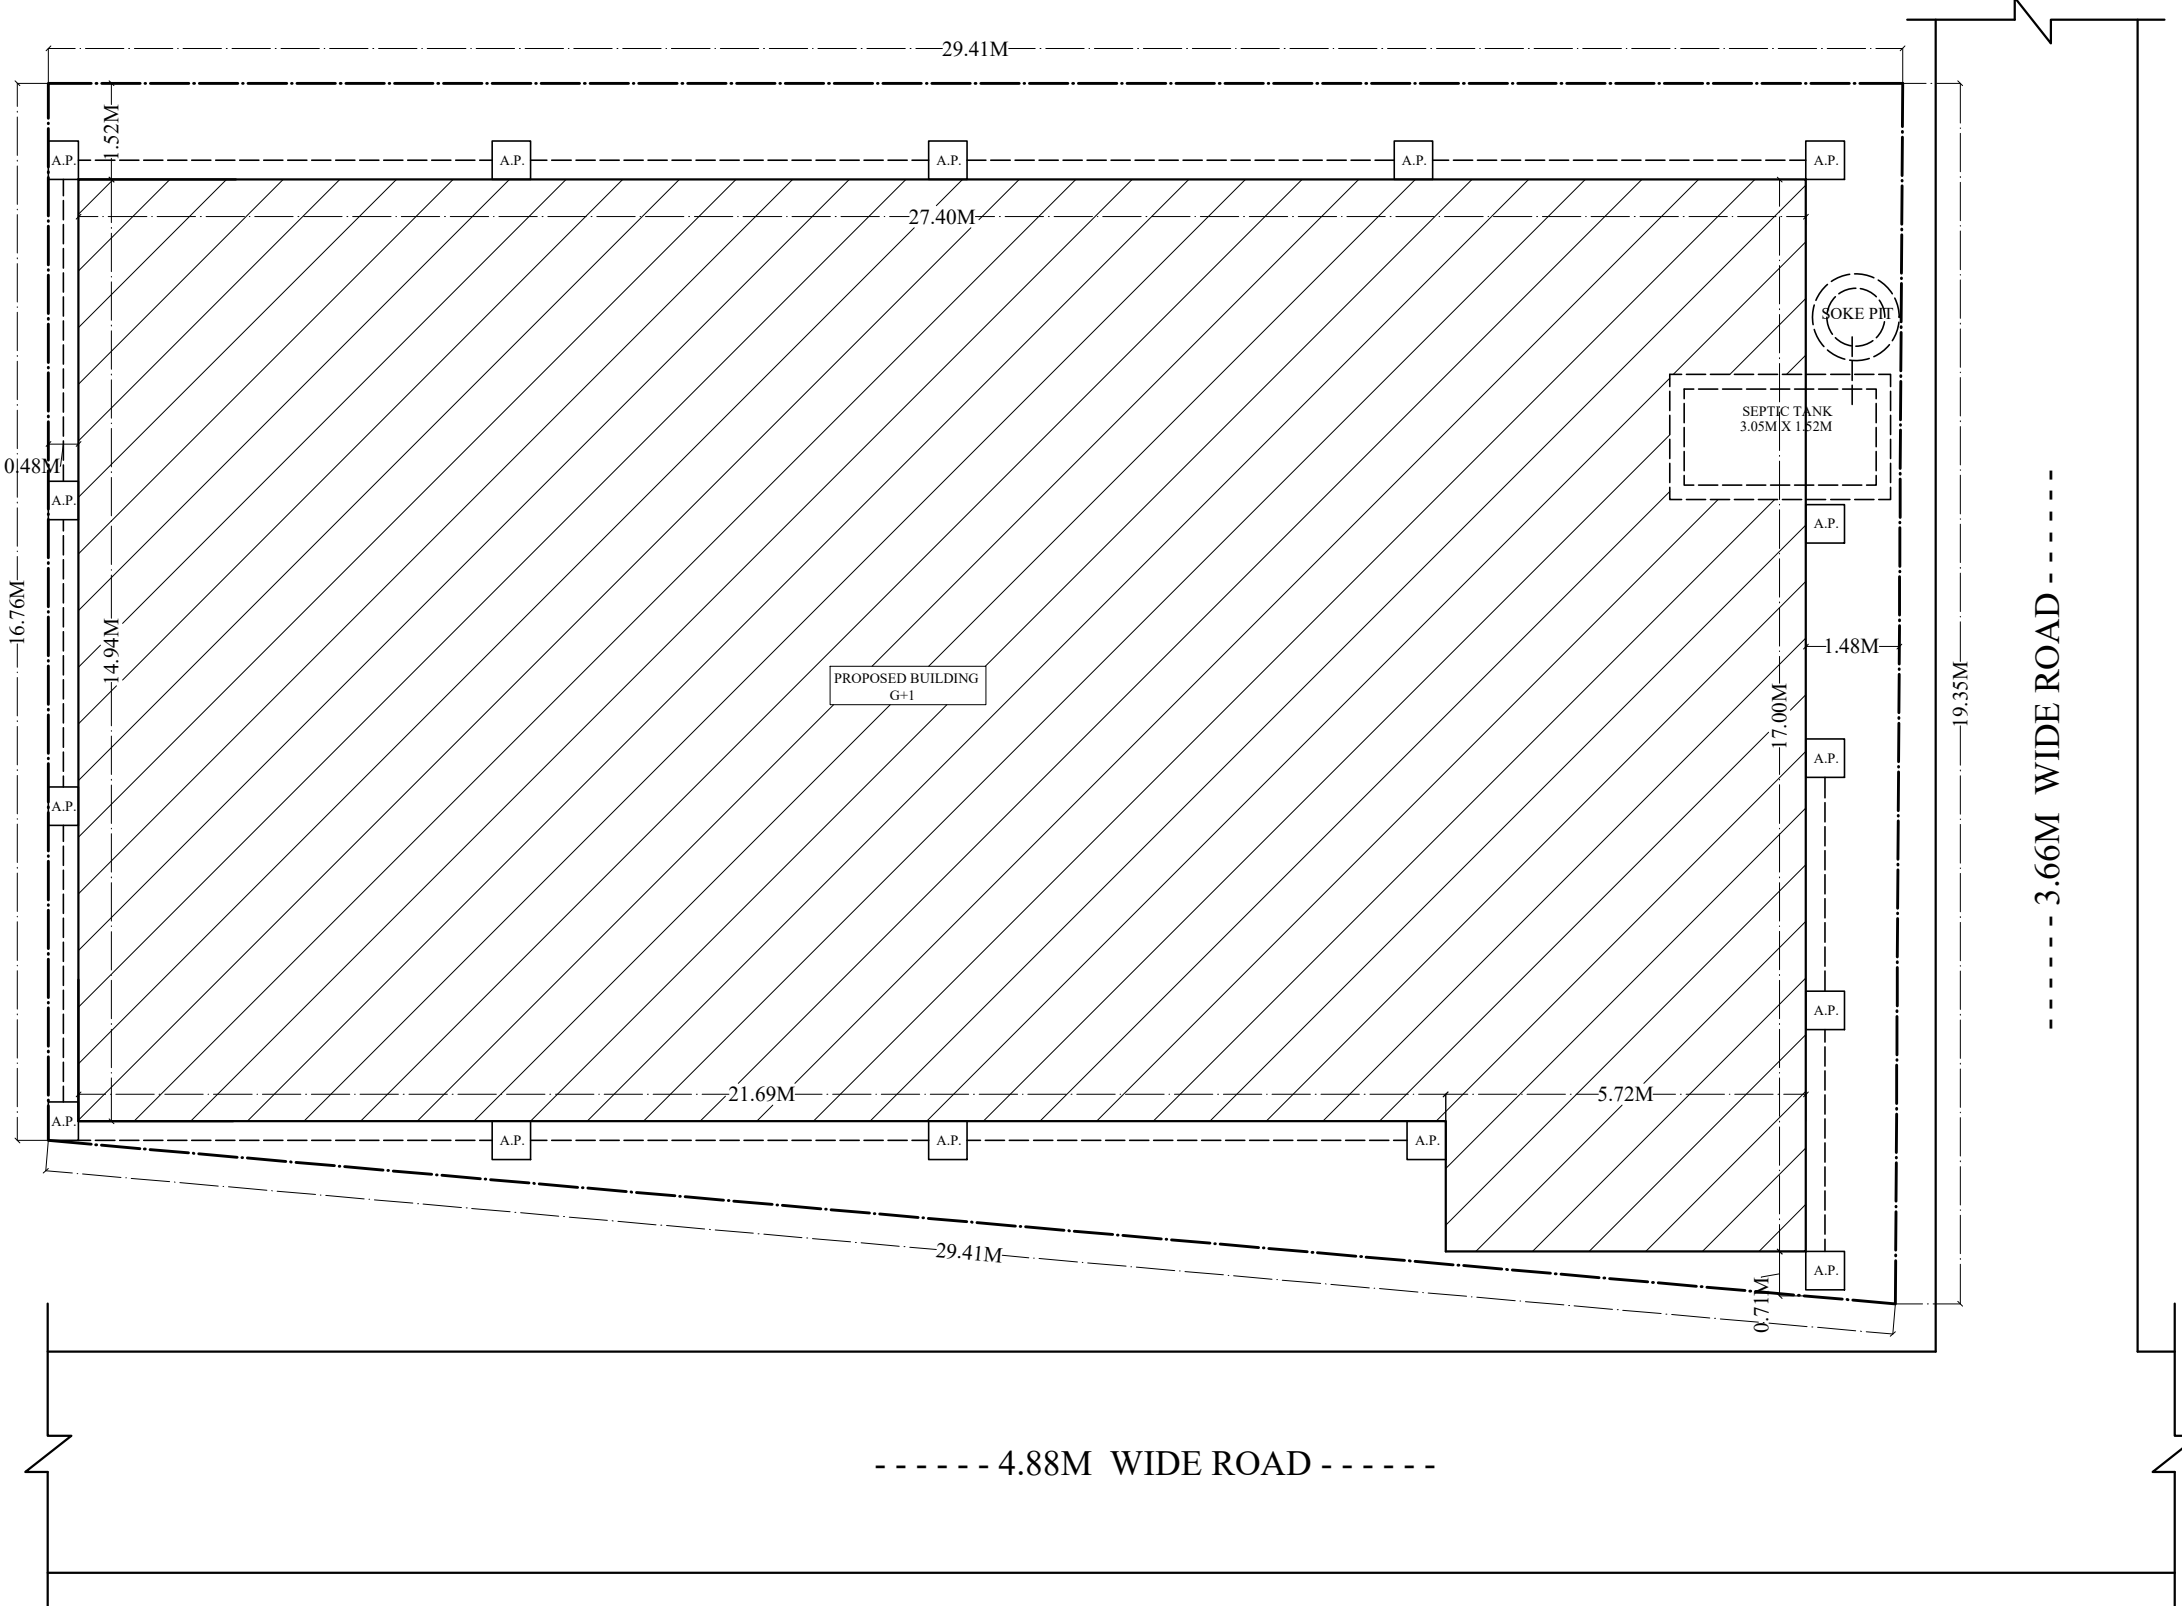 29.41M
1.52M
A.P.
A.P.
A.P.
A.P.
A.P.
27.40M
SOKE PIT
SEPTIC TANK
3.05M X 1.52M
0.48M
A.P.
A.P.
16.76M
14.94M
PROPOSED BUILDING
G+1
1.48M
17.00M
19.35M
3.66M WIDE ROAD
A.P.
A.P.
A.P.
21.69M
5.72M
A.P.
A.P.
A.P.
A.P.
29.41M
A.P.
0.71M
- - - - - - 4.88M WIDE ROAD - - - - - -